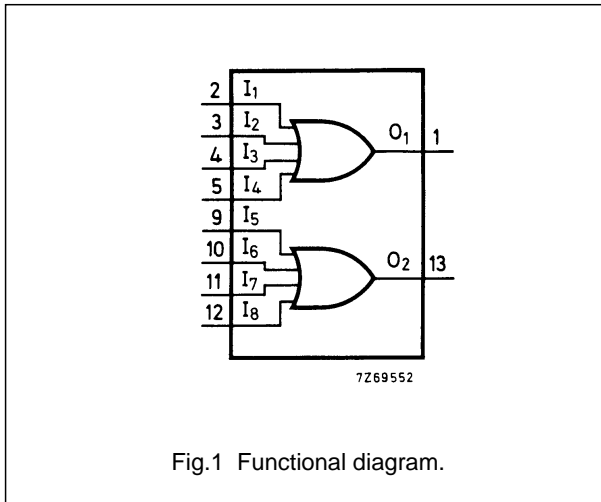 2 I1
3 I2
4 I3
5 I4
O1 1
9 I5
10 I6
11 I7
12 I8
O2 13
7Z69552
Fig.1 Functional diagram.